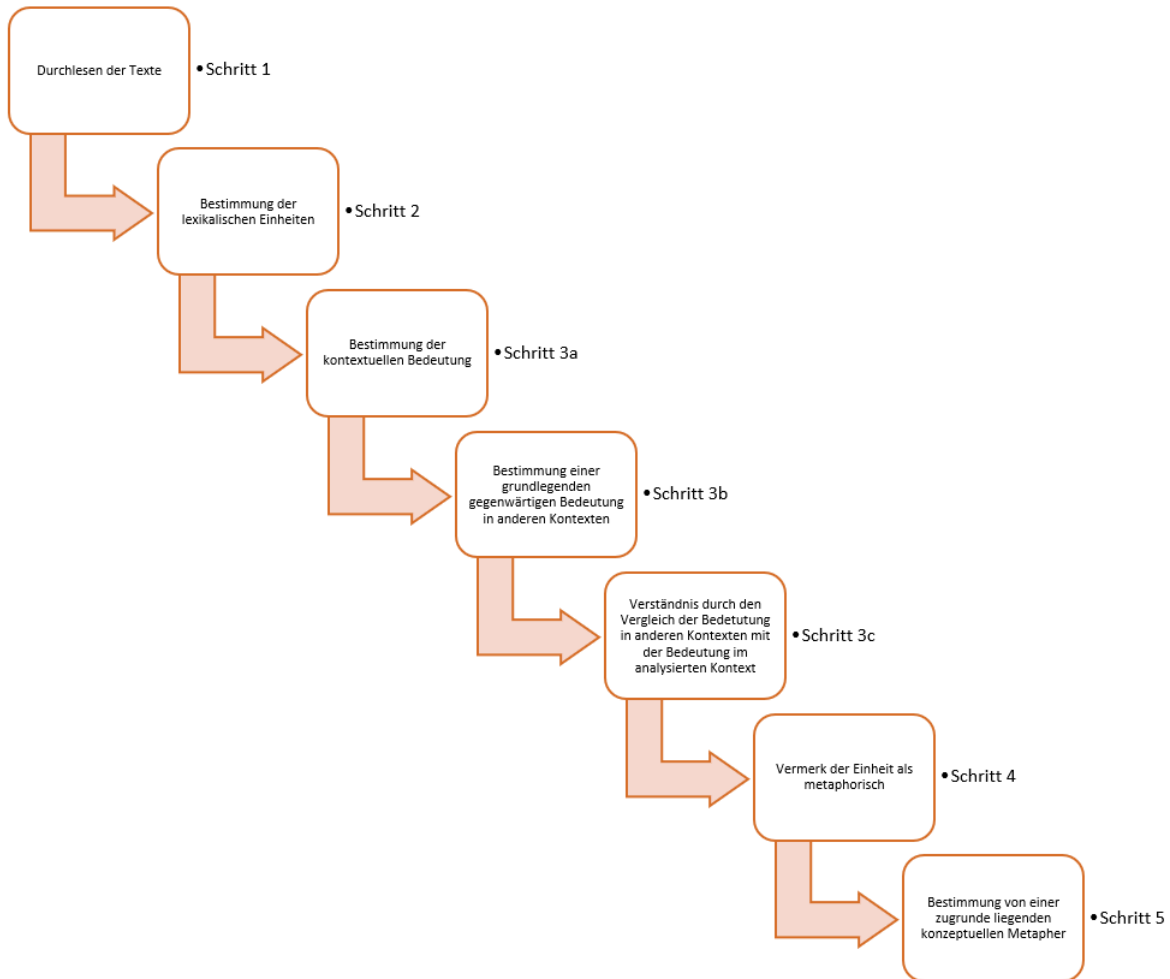 Durchlesen der Texte
•Schritt 1
Bestimmung der
lexikalischen Einheiten
•Schritt 2
Bestimmung der
kontextuellen Bedeutung
•Schritt 3a
Bestimmung einer
grundlegenden
gegenwärtigen Bedeutung
in anderen Kontexten
•Schritt 3b
Verständnis durch den
Vergleich der Bedetutung
in anderen Kontexten mit
der Bedeutung im
analysierten Kontext
•Schritt 3c
Vermerk der Einheit als
metaphorisch
•Schritt 4
Bestimmung von einer
zugrunde liegenden
konzeptuellen Metapher
•Schritt 5